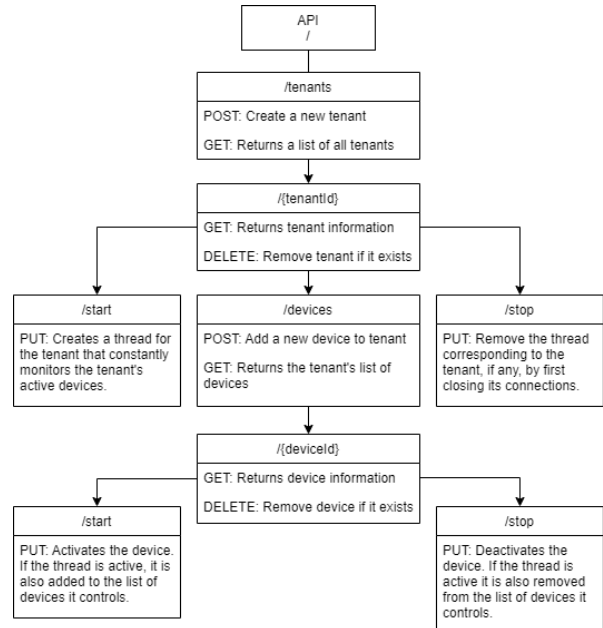 API
/
/tenants
POST: Create a new tenant
GET: Returns a list of all tenants
/{tenantId}
GET: Returns tenant information
DELETE: Remove tenant if it exists
/start
PUT: Creates a thread for
the tenant that constantly
monitors the tenant's
active devices.
/devices
POST: Add a new device to tenant
GET: Returns the tenant's list of
devices
/stop
PUT: Remove the thread
corresponding to the
tenant, if any, by first
closing its connections.
/{deviceId}
GET: Returns device information
DELETE: Remove device if it exists
/start
PUT: Activates the device.
If the thread is active, it is
also added to the list of
devices it controls.
/stop
PUT: Deactivates the
device. If the thread is
active it is also removed
from the list of devices it
controls.